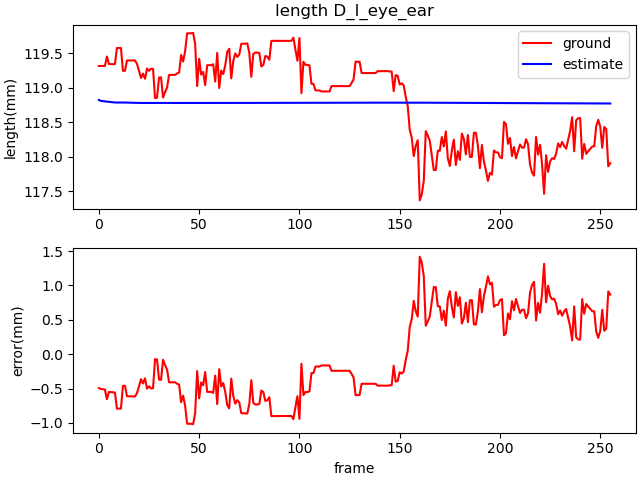 length D_l_eye_ear
length(mm)
119.5
119.0
118.5
118.0
117.5
ground
estimate
0 50 100 150 200 250
error(mm)
1.5
1.0
0.5
0.0
−0.5
−1.0
0 50 100 150 200 250
frame